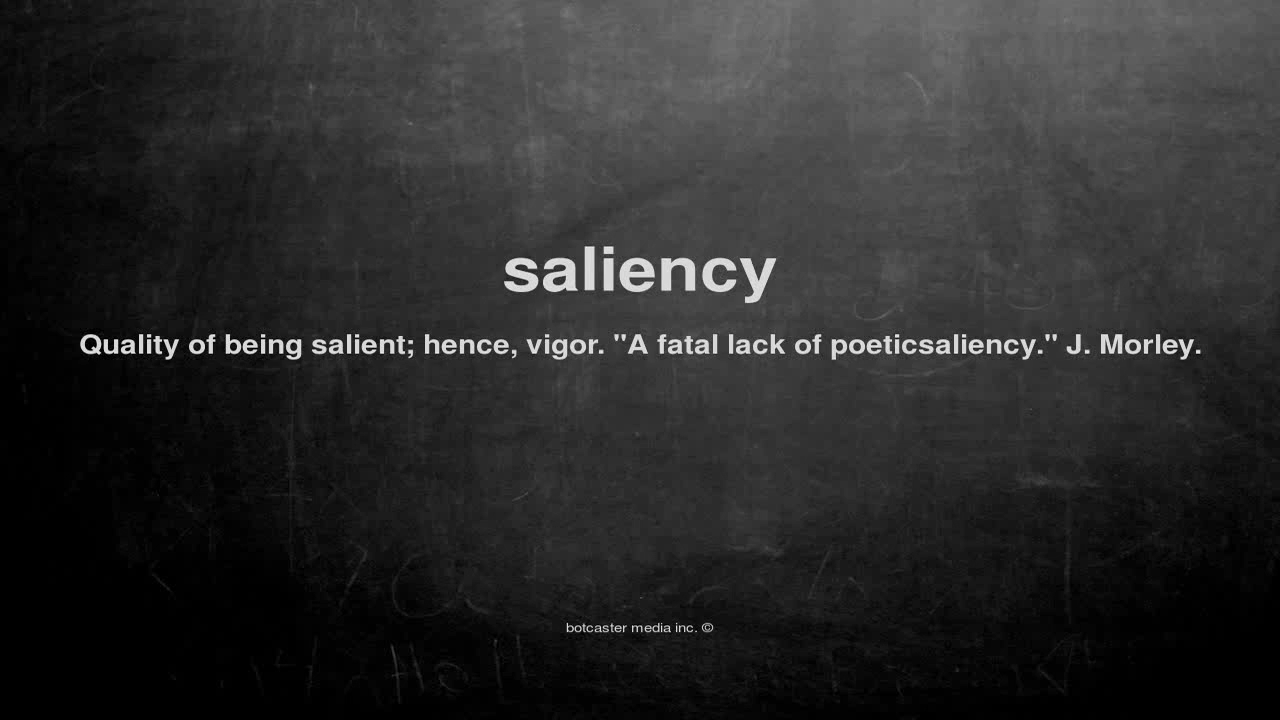 saliency
Quality of being salient; hence, vigor. "A fatal lack of poeticsaliency." J. Morley.
botcaster media inc. ©